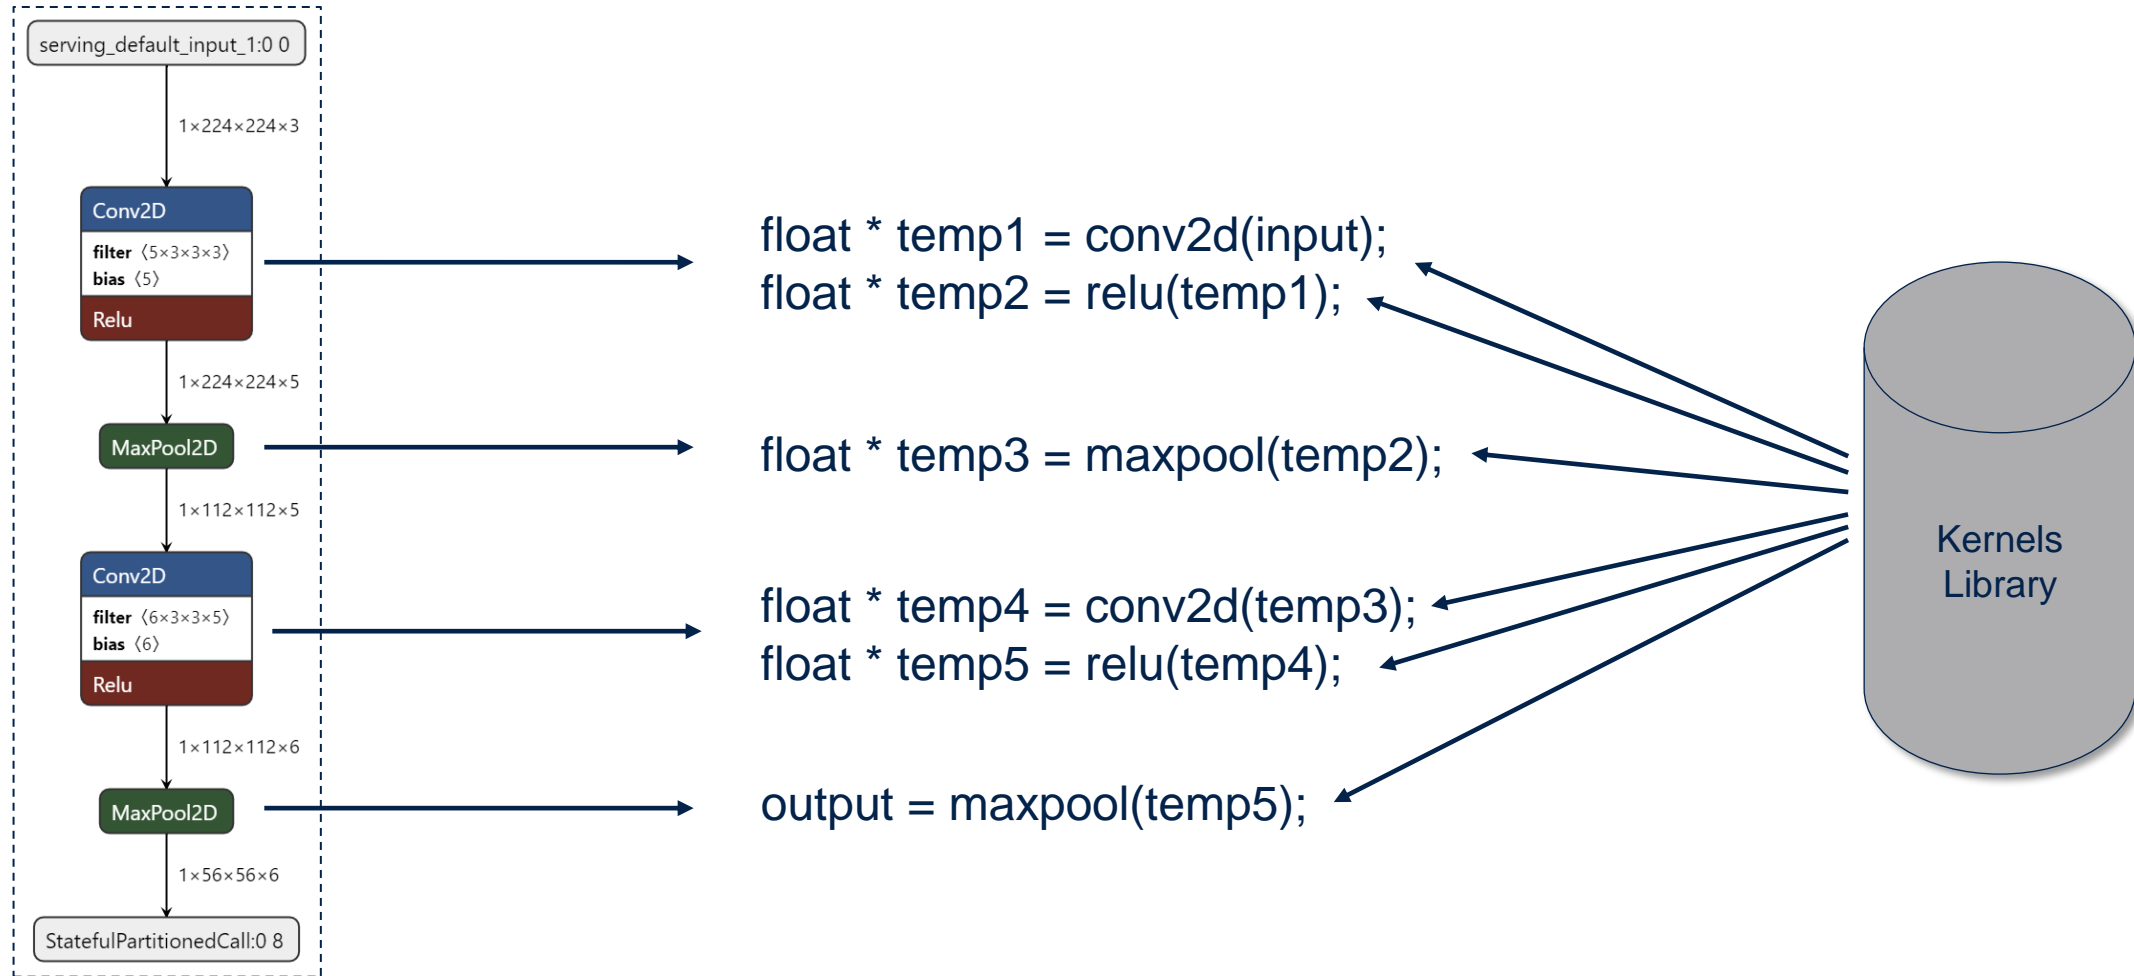 serving_default_input_1:0 0
1×224×224×3
Conv2D
filter ⟨5×3×3×3⟩
bias ⟨5⟩
Relu
1×224×224×5
MaxPool2D
1×112×112×5
Conv2D
filter ⟨6×3×3×5⟩
bias ⟨6⟩
Relu
1×112×112×6
MaxPool2D
1×56×56×6
StatefulPartitionedCall:0 8
float * temp1 = conv2d(input);
float * temp2 = relu(temp1);
float * temp3 = maxpool(temp2);
float * temp4 = conv2d(temp3);
float * temp5 = relu(temp4);
output = maxpool(temp5);
Kernels
Library